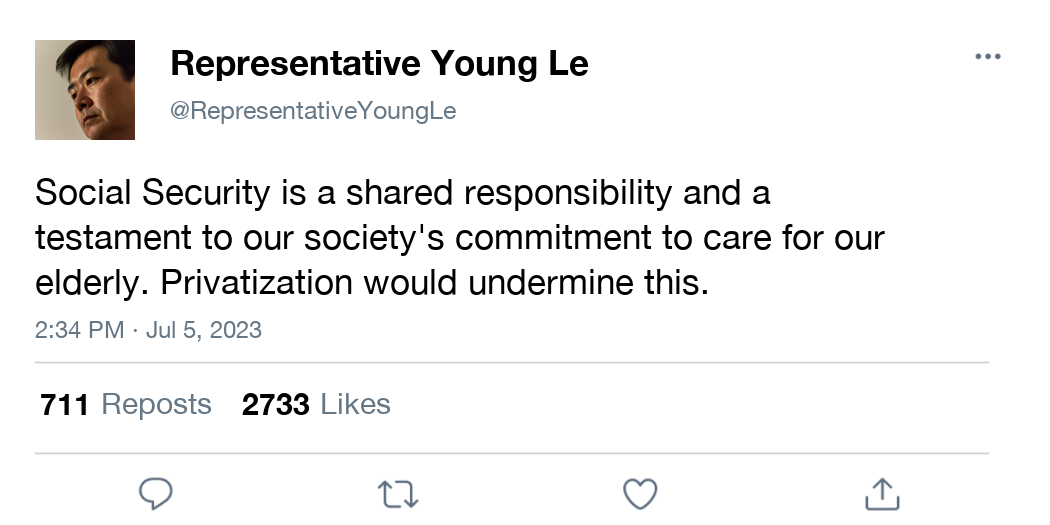 Representative Young Le
@RepresentativeYoungLe
Social Security is a shared responsibility and a
testament to our society's commitment to care for our
elderly. Privatization would undermine this.
2:34 PM · Jul 5, 2023
711 Reposts 2733 Likes